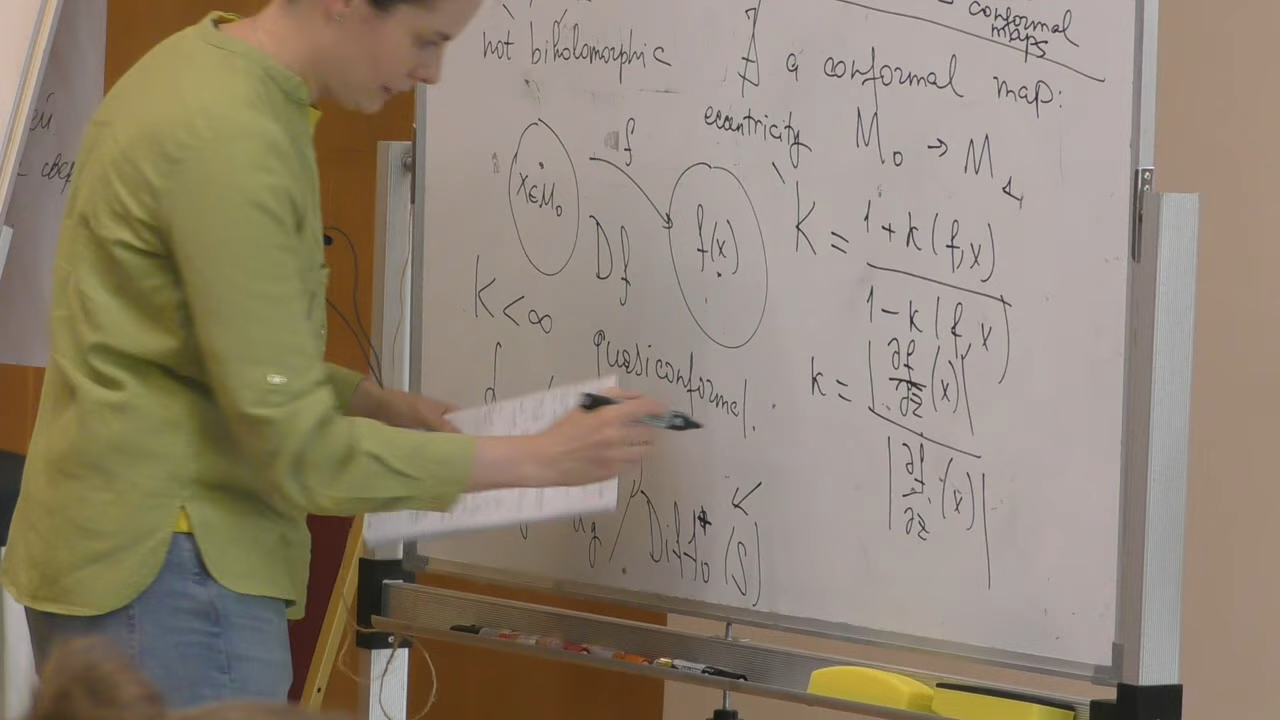 conformal
maps
not biholomorphic
∄ a conformal map:
M₀ → M₁
eccentricity
f
x∈M₀
f(x)
Df
K = 1+k(f,x) / 1-k(f,x)
K<∞
quasiconformal.
k = |∂f/∂z̄ (x)| / |∂f/∂z (x)|
/ Diff₀⁺(S)